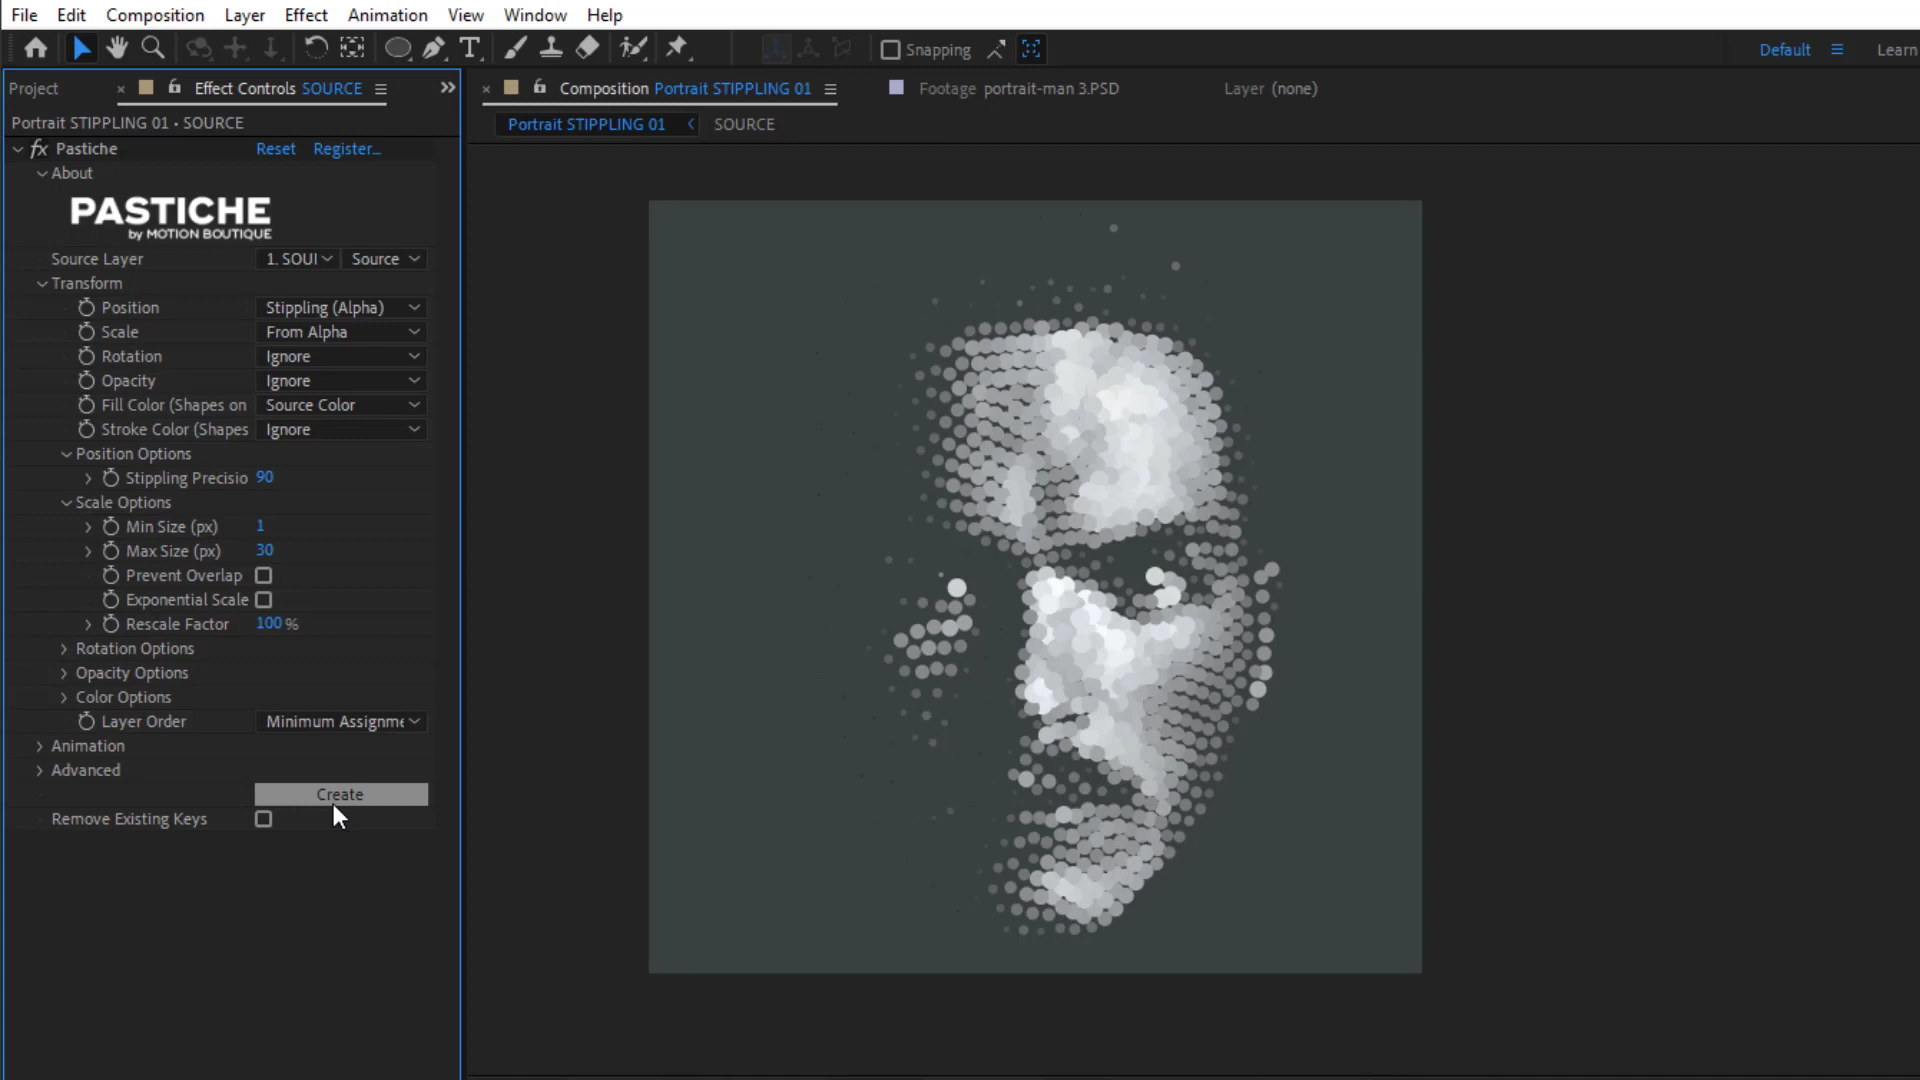 File Edit Composition Layer Effect Animation View Window Help
Snapping
Default
Learn
Project
Effect Controls SOURCE
Composition Portrait STIPPLING 01
Footage portrait-man 3.PSD
Layer (none)
Portrait STIPPLING 01 • SOURCE
Portrait STIPPLING 01
SOURCE
fx Pastiche
Reset
Register...
About
PASTICHE
by MOTION BOUTIQUE
Source Layer
1. SOUI
Source
Transform
Position
Stippling (Alpha)
Scale
From Alpha
Rotation
Ignore
Opacity
Ignore
Fill Color (Shapes on
Source Color
Stroke Color (Shapes
Ignore
Position Options
Stippling Precisio 90
Scale Options
Min Size (px) 1
Max Size (px) 30
Prevent Overlap
Exponential Scale
Rescale Factor 100 %
Rotation Options
Opacity Options
Color Options
Layer Order
Minimum Assignme
Animation
Advanced
Create
Remove Existing Keys